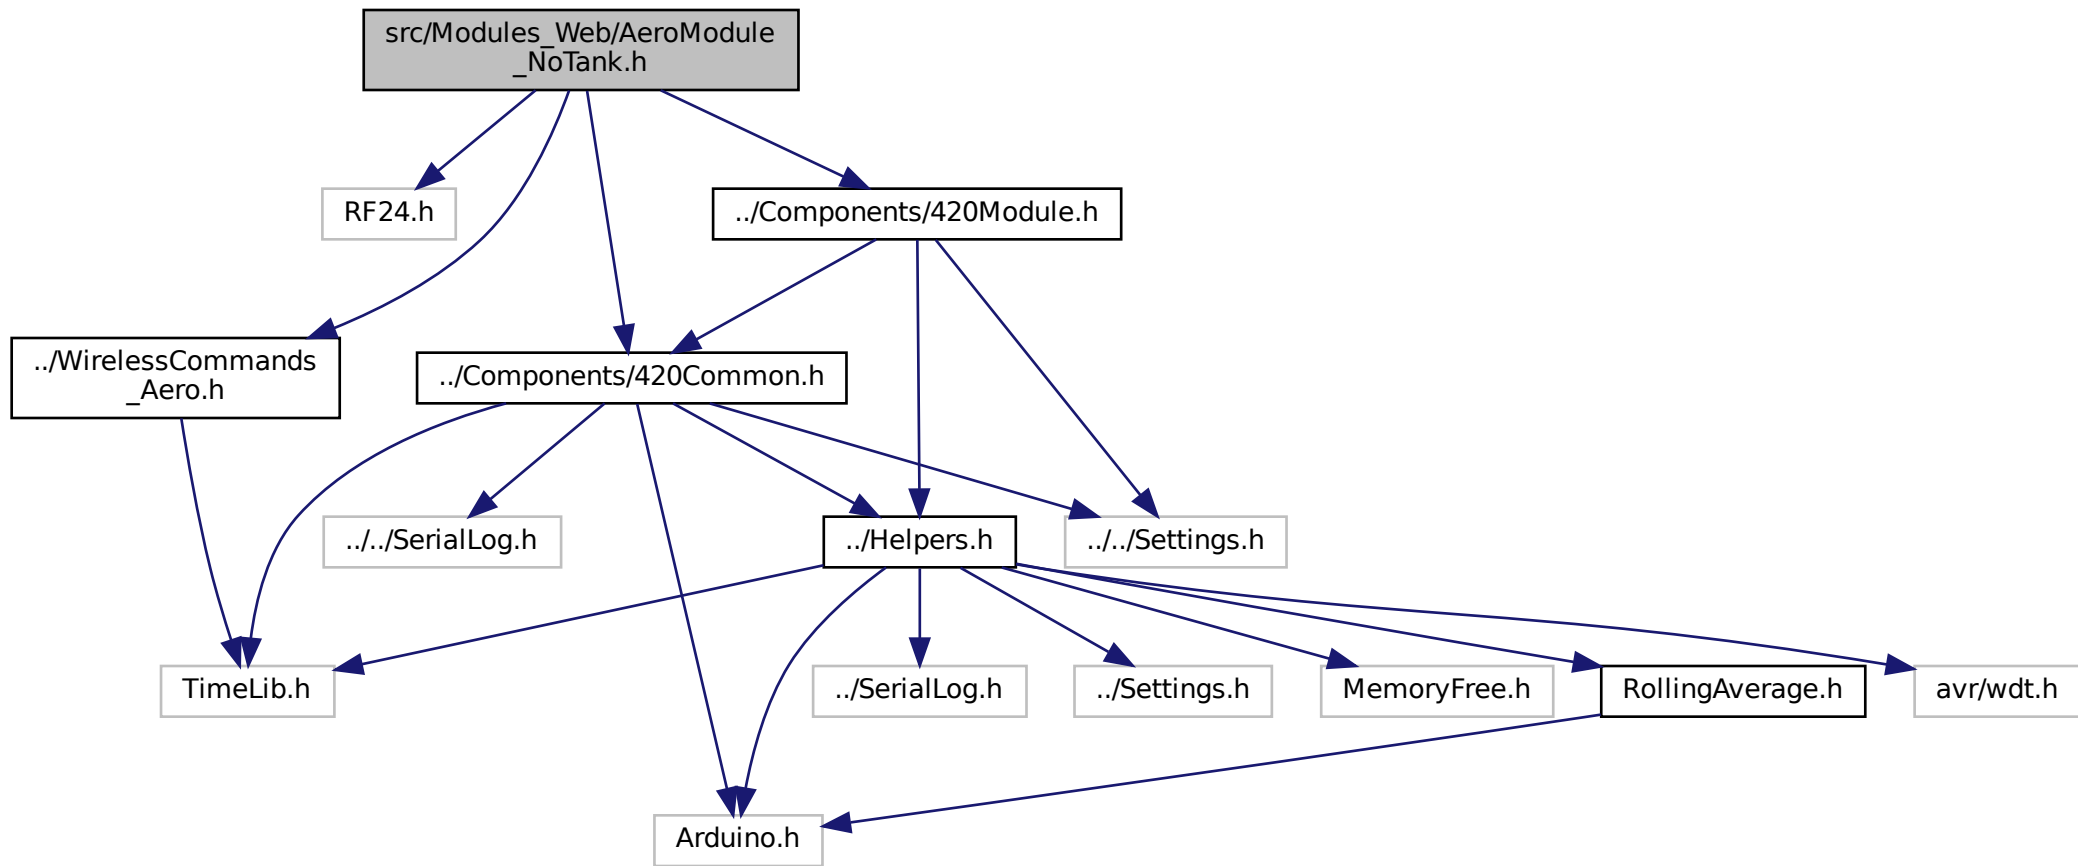 src/Modules_Web/AeroModule
_NoTank.h
RF24.h
../Components/420Module.h
../WirelessCommands
_Aero.h
../Components/420Common.h
../../SerialLog.h
../Helpers.h
../../Settings.h
TimeLib.h
../SerialLog.h
../Settings.h
MemoryFree.h
RollingAverage.h
avr/wdt.h
Arduino.h